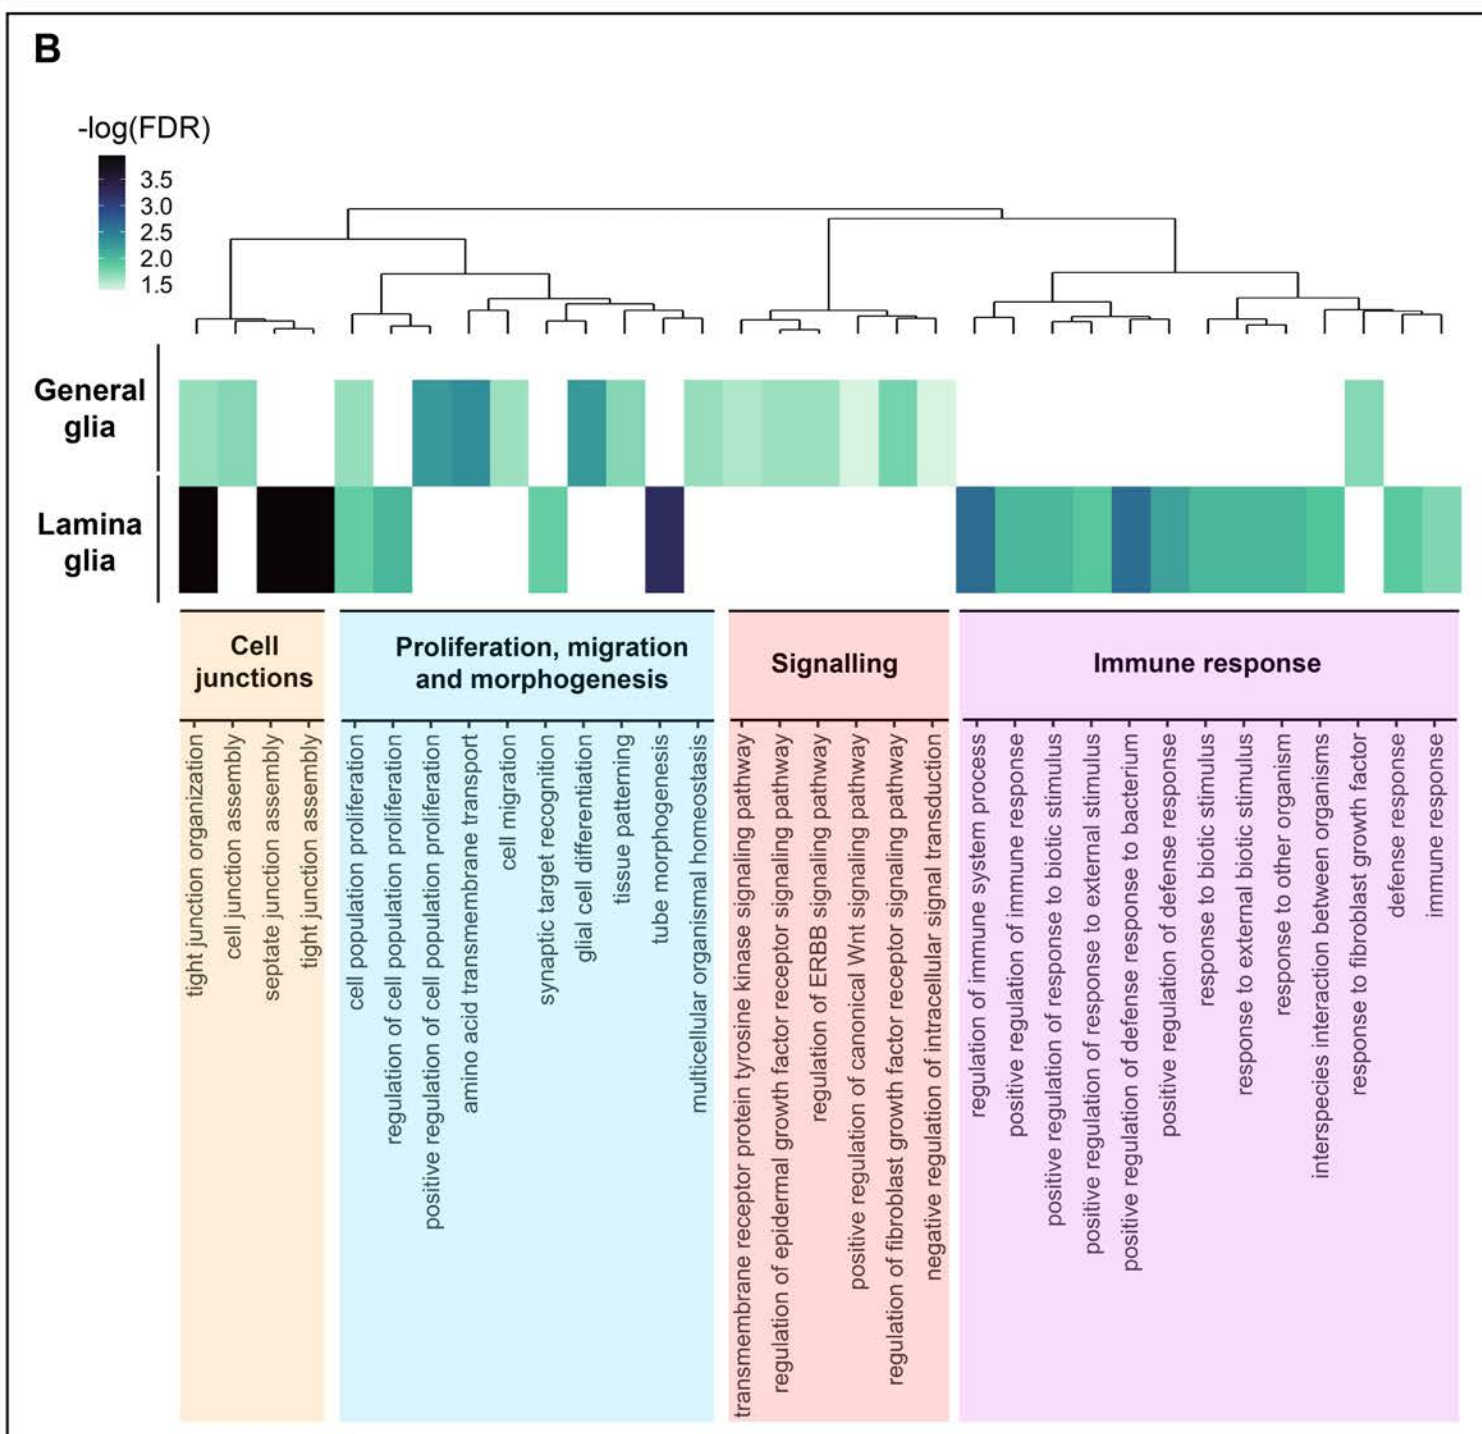 B
-log(FDR)
3.5
3.0
2.5
2.0
1.5
General
glia
Lamina
glia
Cell
junctions
Proliferation, migration
and morphogenesis
Signalling
Immune response
tight junction organization
cell junction assembly
septate junction assembly
tight junction assembly
cell population proliferation
regulation of cell population proliferation
positive regulation of cell population proliferation
amino acid transmembrane transport
cell migration
synaptic target recognition
glial cell differentiation
tissue patterning
tube morphogenesis
multicellular organismal homeostasis
transmembrane receptor protein tyrosine kinase signaling pathway
regulation of epidermal growth factor receptor signaling pathway
regulation of ERBB signaling pathway
positive regulation of canonical Wnt signaling pathway
regulation of fibroblast growth factor receptor signaling pathway
negative regulation of intracellular signal transduction
regulation of immune system process
positive regulation of immune response
positive regulation of response to biotic stimulus
positive regulation of response to external stimulus
positive regulation of defense response to bacterium
positive regulation of defense response
response to biotic stimulus
response to external biotic stimulus
response to other organism
interspecies interaction between organisms
response to fibroblast growth factor
defense response
immune response